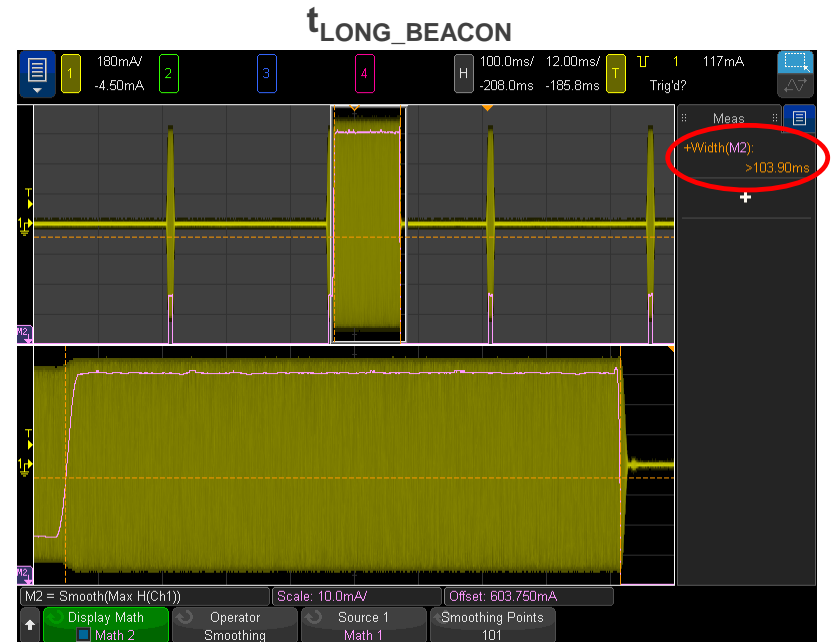 tLONG_BEACON
1 180mA/ -4.50mA 2 3 4 H 100.0ms/ 12.00ms/ -208.0ms -185.8ms T 1 117mA Trig'd?
Meas
+Width(M2):
>103.90ms
+
T
1
M2
T
1
M2
M2 = Smooth(Max H(Ch1)) Scale: 10.0mA/ Offset: 603.750mA
Display Math Operator Source 1 Smoothing Points
Math 2 Smoothing Math 1 101